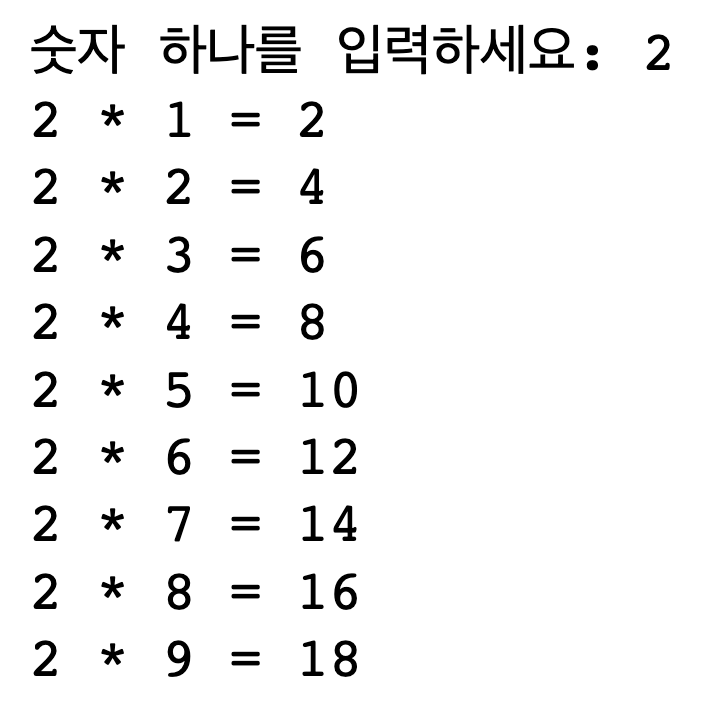 숫자 하나를 입력하세요: 2
2 * 1 = 2
2 * 2 = 4
2 * 3 = 6
2 * 4 = 8
2 * 5 = 10
2 * 6 = 12
2 * 7 = 14
2 * 8 = 16
2 * 9 = 18